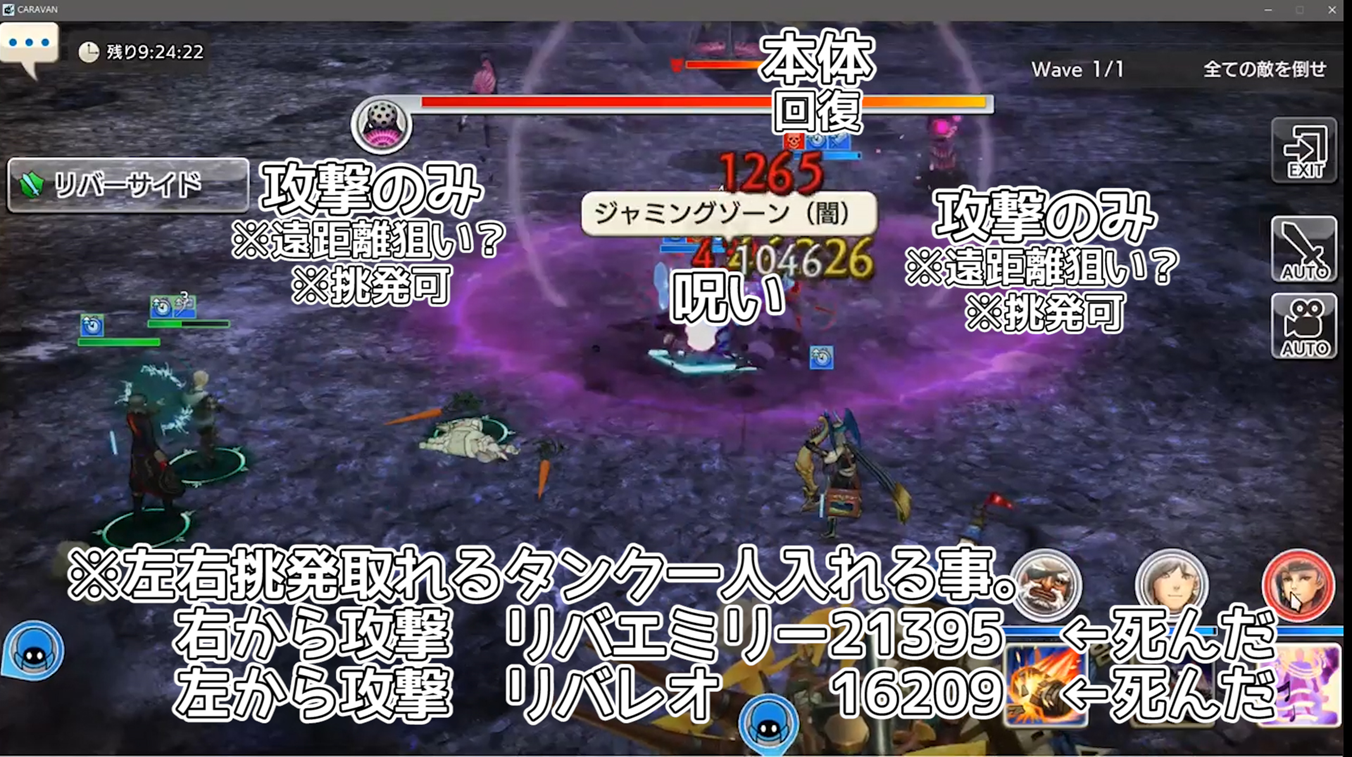 CARAVAN
残り9:24:22
本体
回復
Wave 1/1
全ての敵を倒せ
EXIT
リバーサイド
攻撃のみ
※遠距離狙い?
※挑発可
1265
ジャミングゾーン(闇)
呪い
攻撃のみ
※遠距離狙い?
※挑発可
AUTO
AUTO
※左右挑発取れるタンク一人入れる事。
右から攻撃 リバエミリー21395 ←死んだ
左から攻撃 リバレオ 16209 ←死んだ